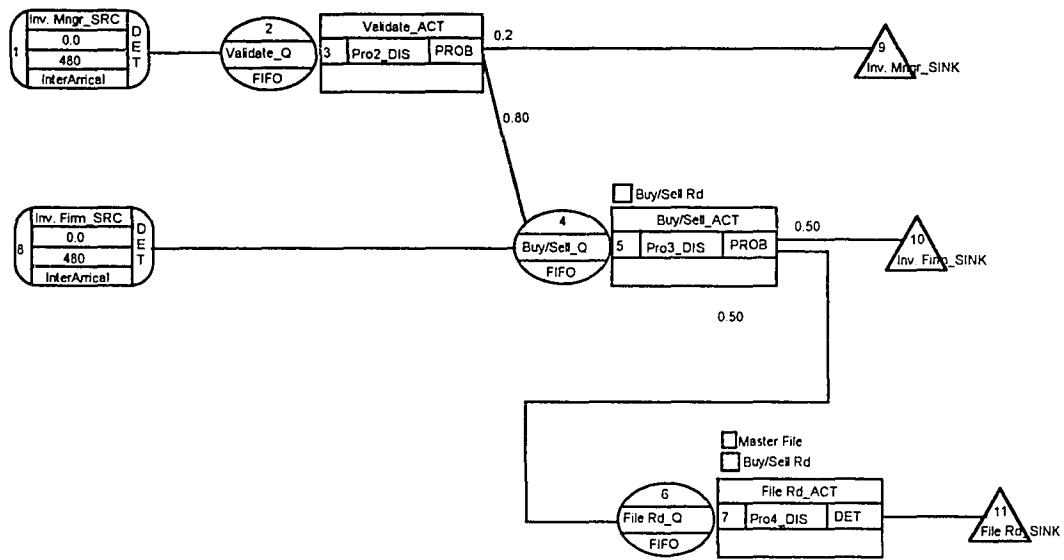 Inv. Mngr_SRC
1
0.0
480
InterArrical
DET
2
Validate_Q
FIFO
Validate_ACT
3
Pro2_DIS
PROB
0.2
9
Inv. Mngr_SINK
0.80
Inv. Firm_SRC
8
0.0
480
InterArrical
DET
4
Buy/Sell_Q
FIFO
Buy/Sell Rd
Buy/Sell_ACT
5
Pro3_DIS
PROB
0.50
10
Inv. Firm_SINK
0.50
Master File
Buy/Sell Rd
6
File Rd_Q
FIFO
File Rd_ACT
7
Pro4_DIS
DET
11
File Rd_SINK